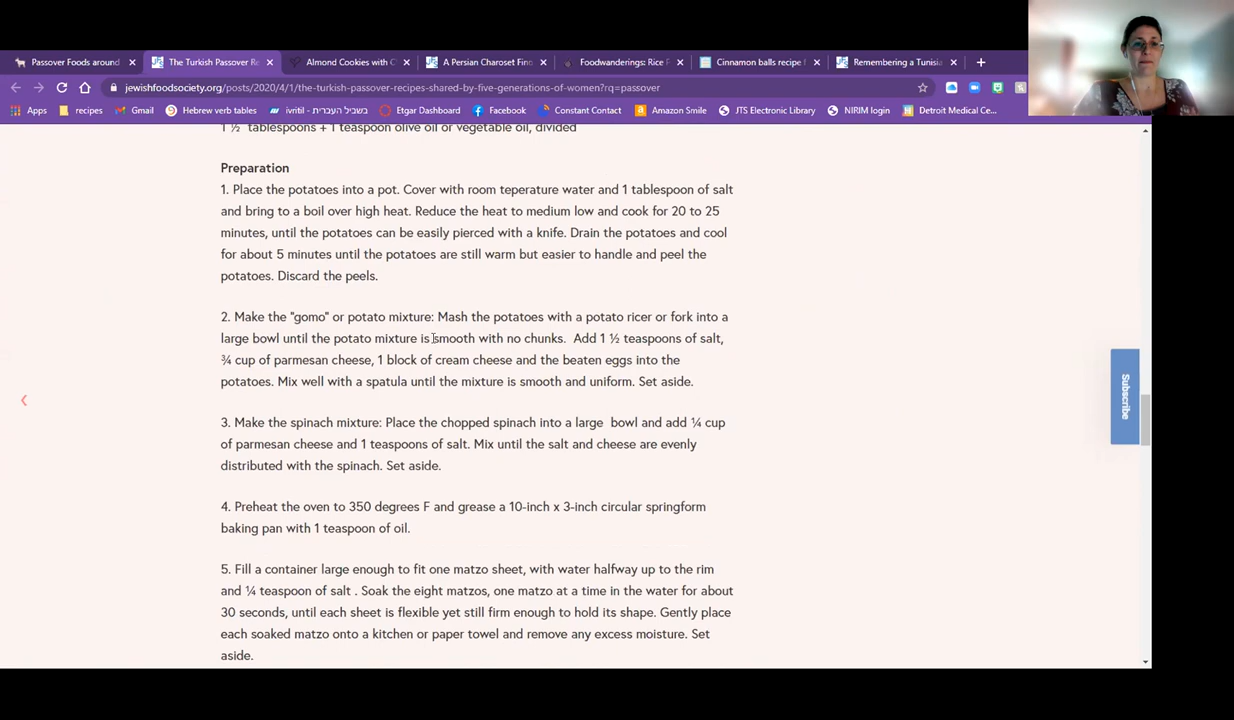 Passover Foods around
The Turkish Passover Re
Almond Cookies with C
A Persian Charoset Fino
Foodwanderings: Rice P
Cinnamon balls recipe f
Remembering a Tunisia
jewishfoodsociety.org/posts/2020/4/1/the-turkish-passover-recipes-shared-by-five-generations-of-women?rq=passover
Apps
recipes
Gmail
Hebrew verb tables
ivritil - בשביל העברית
Etgar Dashboard
Facebook
Constant Contact
Amazon Smile
JTS Electronic Library
NIRIM login
Detroit Medical Ce...
1 ½ tablespoons + 1 teaspoon olive oil or vegetable oil, divided
Preparation
1. Place the potatoes into a pot. Cover with room teperature water and 1 tablespoon of salt
and bring to a boil over high heat. Reduce the heat to medium low and cook for 20 to 25
minutes, until the potatoes can be easily pierced with a knife. Drain the potatoes and cool
for about 5 minutes until the potatoes are still warm but easier to handle and peel the
potatoes. Discard the peels.
2. Make the "gomo" or potato mixture: Mash the potatoes with a potato ricer or fork into a
large bowl until the potato mixture is smooth with no chunks. Add 1 ½ teaspoons of salt,
¾ cup of parmesan cheese, 1 block of cream cheese and the beaten eggs into the
potatoes. Mix well with a spatula until the mixture is smooth and uniform. Set aside.
3. Make the spinach mixture: Place the chopped spinach into a large bowl and add ¼ cup
of parmesan cheese and 1 teaspoons of salt. Mix until the salt and cheese are evenly
distributed with the spinach. Set aside.
4. Preheat the oven to 350 degrees F and grease a 10-inch x 3-inch circular springform
baking pan with 1 teaspoon of oil.
5. Fill a container large enough to fit one matzo sheet, with water halfway up to the rim
and ¼ teaspoon of salt . Soak the eight matzos, one matzo at a time in the water for about
30 seconds, until each sheet is flexible yet still firm enough to hold its shape. Gently place
each soaked matzo onto a kitchen or paper towel and remove any excess moisture. Set
aside.
Subscribe